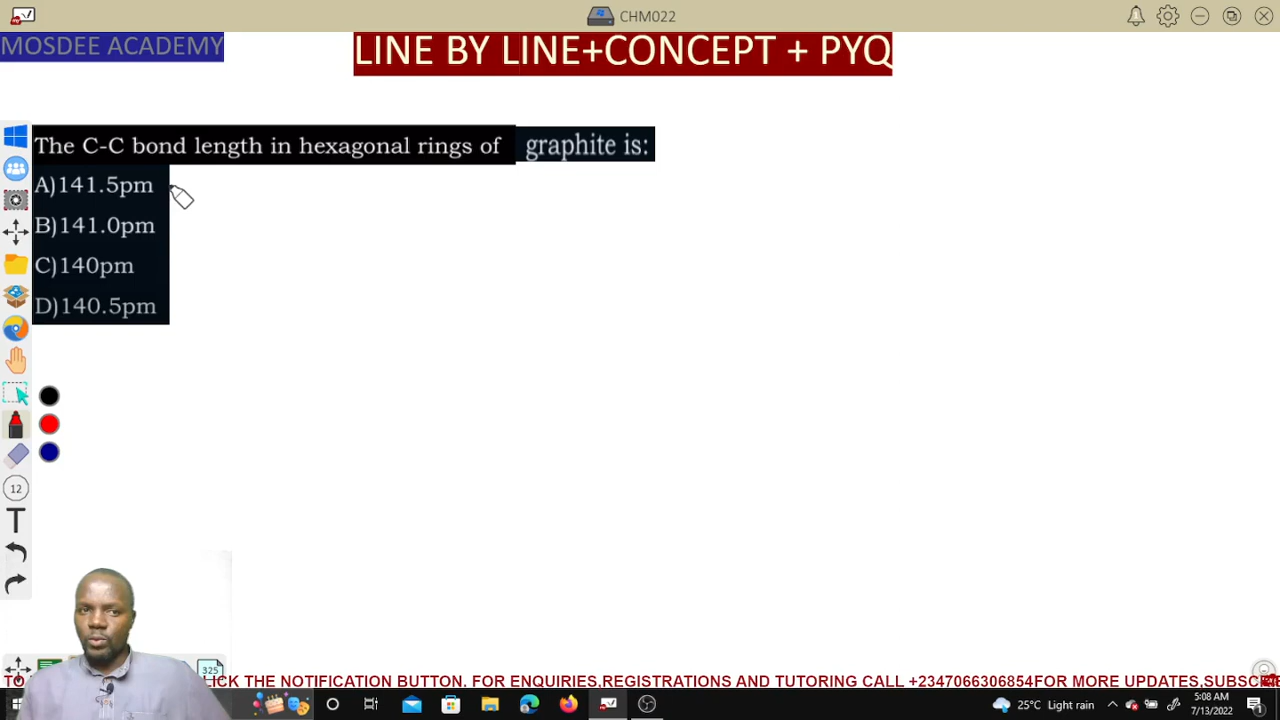 CHM022
MOSDEE ACADEMY
LINE BY LINE+CONCEPT + PYQ
The C-C bond length in hexagonal rings of graphite is:
A)141.5pm
B)141.0pm
C)140pm
D)140.5pm
12
T
325
LICK THE NOTIFICATION BUTTON. FOR ENQUIRIES,REGISTRATIONS AND TUTORING CALL +2347066306854FOR MORE UPDATES,SUBSC
25°C Light rain
5:08 AM
7/13/2022